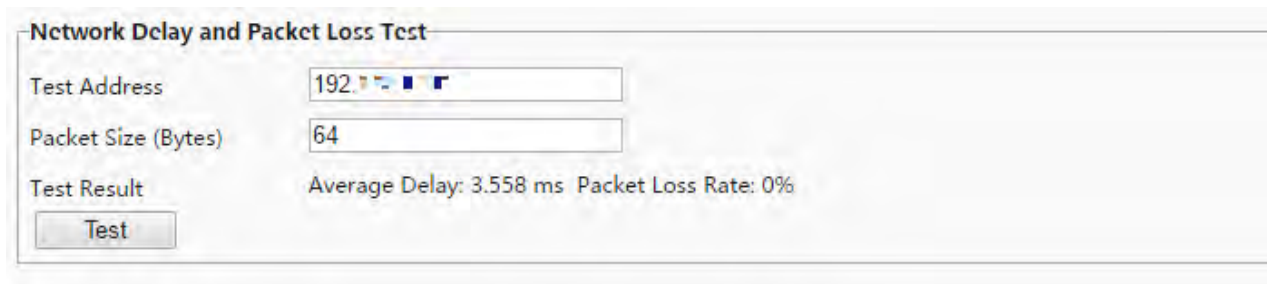 Network Delay and Packet Loss Test
Test Address 192.
Packet Size (Bytes) 64
Test Result Average Delay: 3.558 ms Packet Loss Rate: 0%
Test